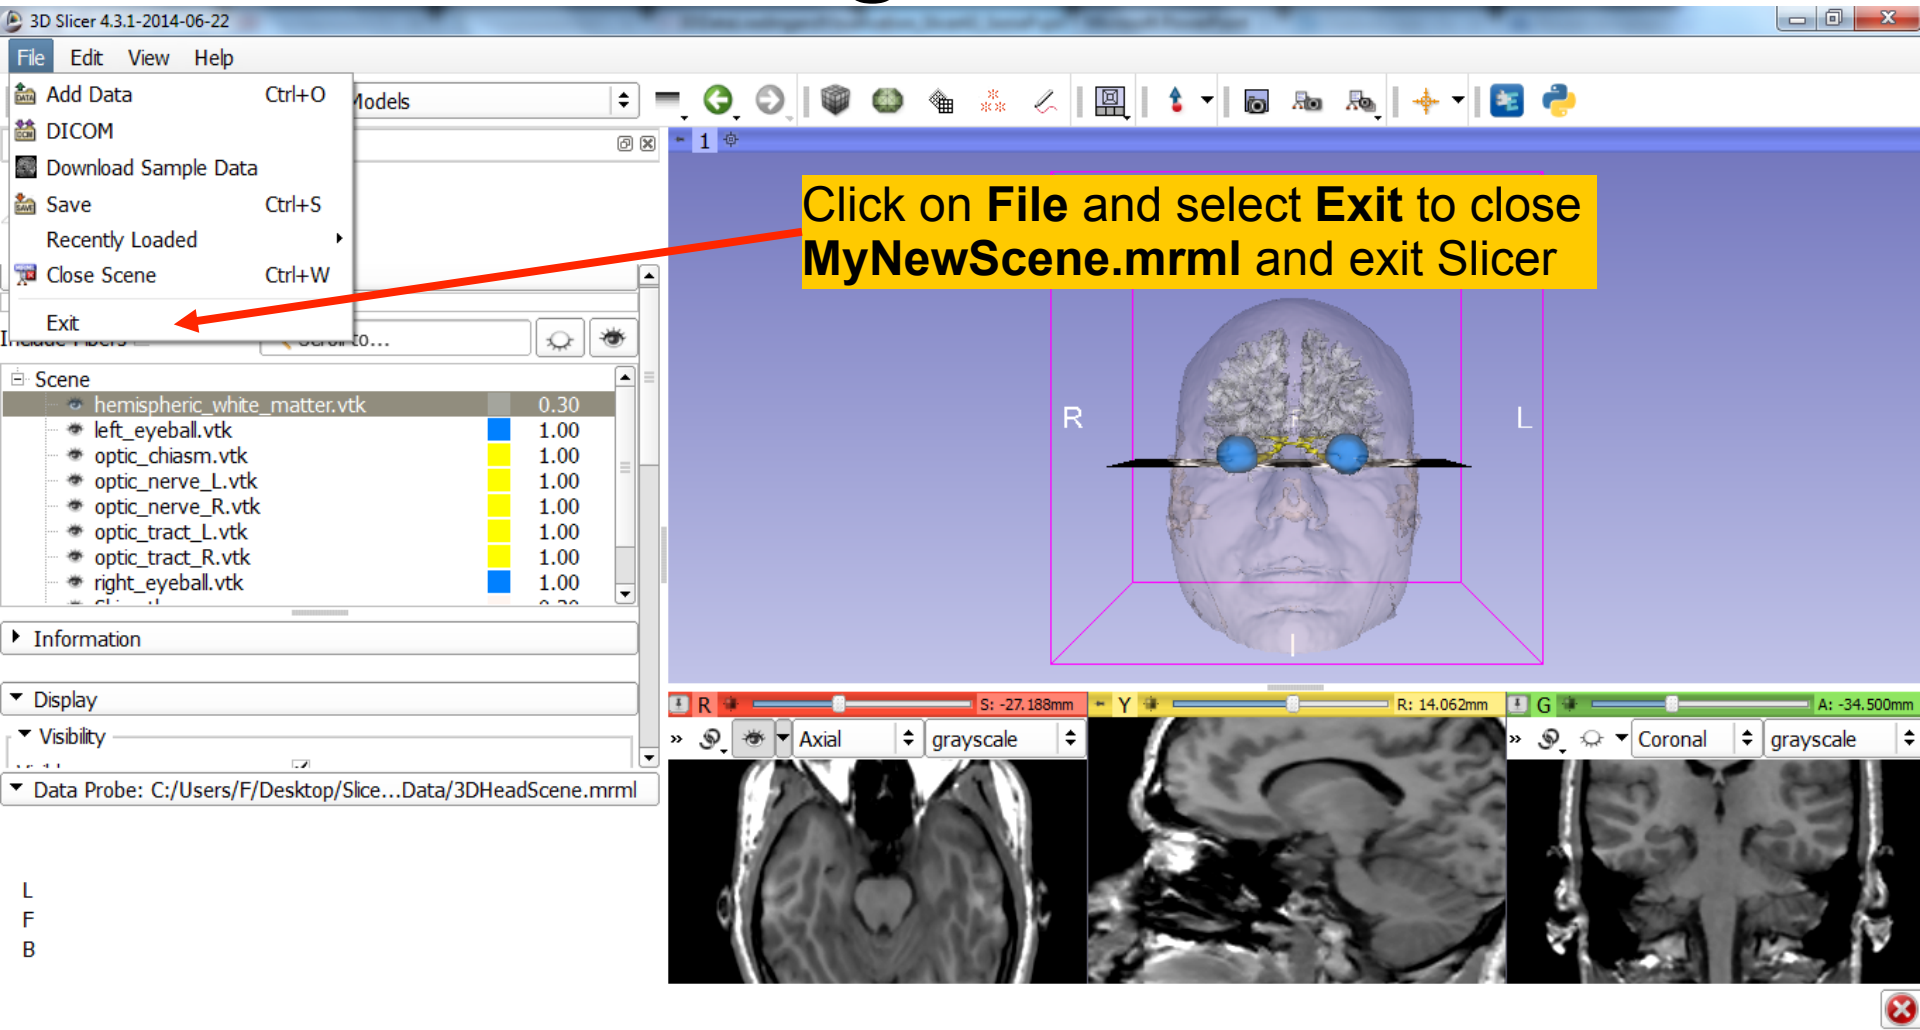 3D Slicer 4.3.1-2014-06-22
File Edit View Help
Add Data Ctrl+O
DICOM
Download Sample Data
Save Ctrl+S
Recently Loaded
Close Scene Ctrl+W
Exit
Models
1
Click on File and select Exit to close
MyNewScene.mrml and exit Slicer
Scene
hemispheric_white_matter.vtk 0.30
left_eyeball.vtk 1.00
optic_chiasm.vtk 1.00
optic_nerve_L.vtk 1.00
optic_nerve_R.vtk 1.00
optic_tract_L.vtk 1.00
optic_tract_R.vtk 1.00
right_eyeball.vtk 1.00
Information
Display
Visibility
Data Probe: C:/Users/F/Desktop/Slice...Data/3DHeadScene.mrml
L
F
B
R
L
I
R S: -27.188mm
Axial grayscale
Y R: 14.062mm
G A: -34.500mm
Coronal grayscale